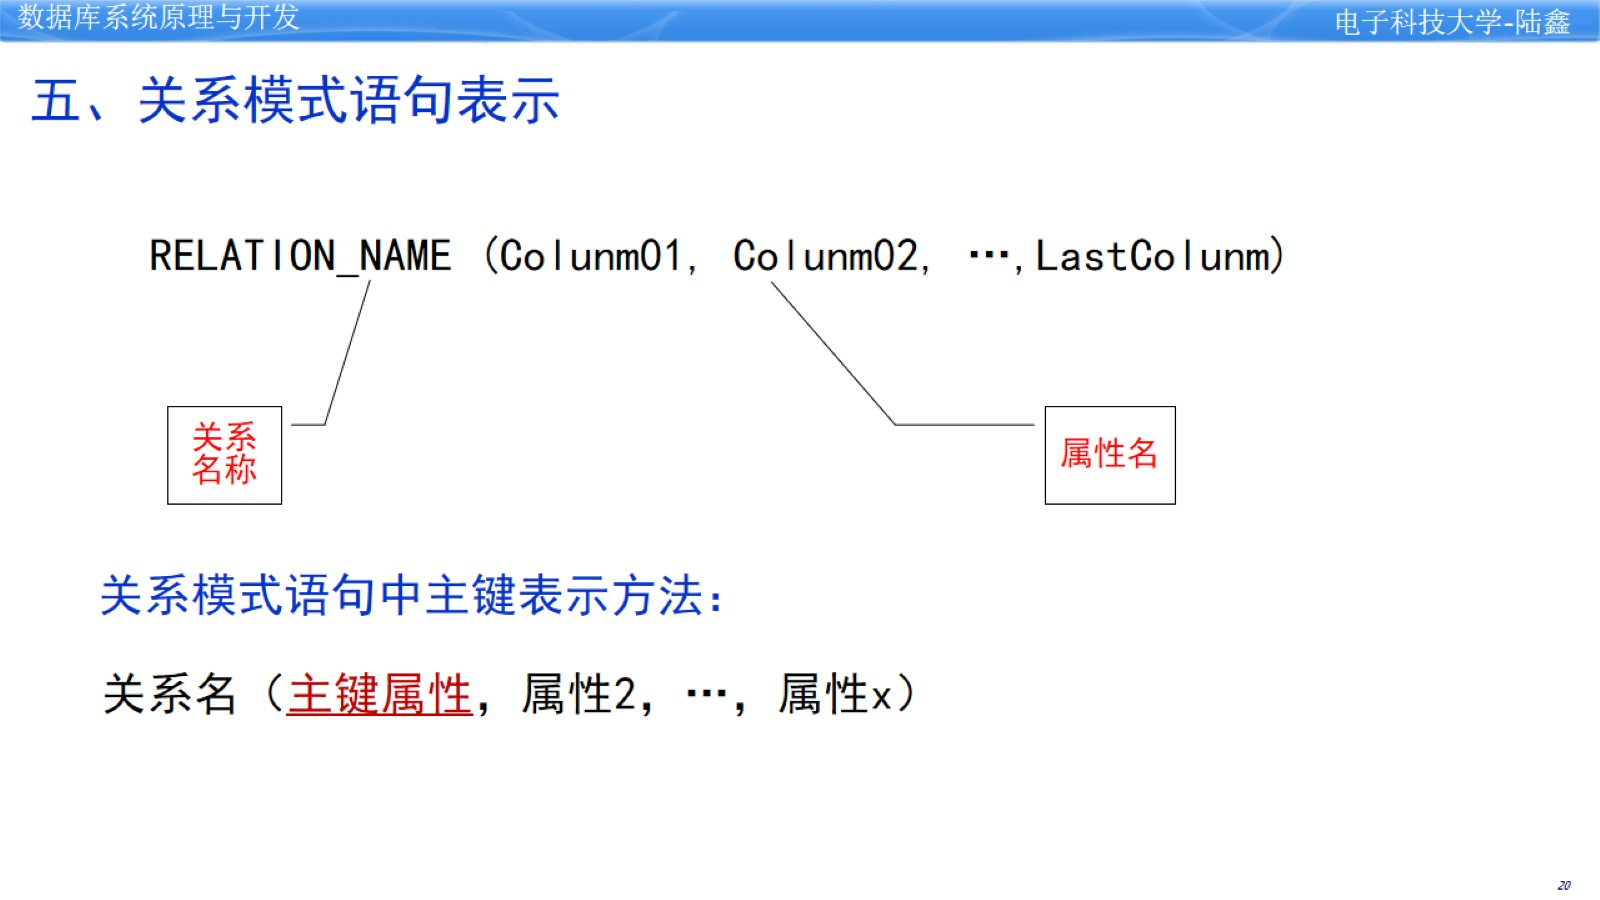 数据库系统原理与开发
电子科技大学-陆鑫
五、关系模式语句表示
RELATION_NAME (Colunm01, Colunm02, …,LastColunm)
关系
名称
属性名
关系模式语句中主键表示方法：
关系名（主键属性，属性2，…，属性x）
20